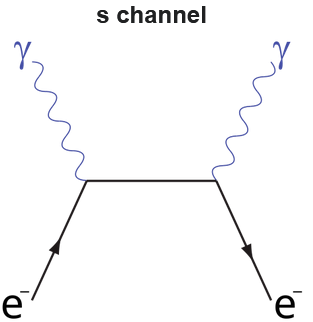 s channel
γ γ
e⁻ e⁻